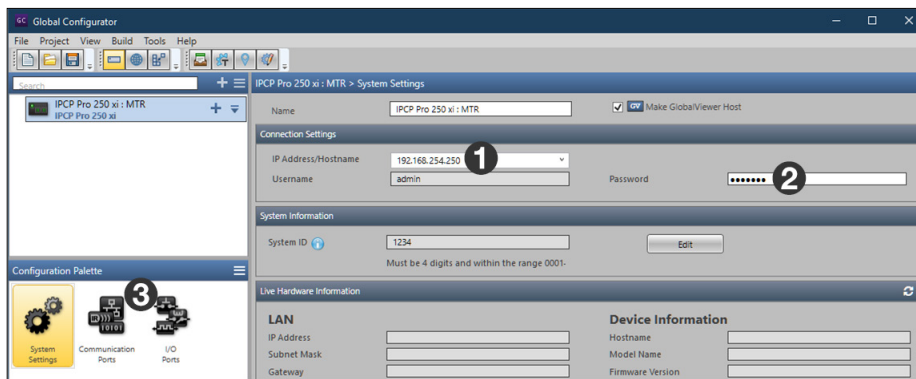 GC Global Configurator
File Project View Build Tools Help
Search
IPCP Pro 250 xi : MTR
IPCP Pro 250 xi
Configuration Palette
3
10101
System Settings
Communication Ports
I/O Ports
IPCP Pro 250 xi : MTR > System Settings
Name IPCP Pro 250 xi : MTR GV Make GlobalViewer Host
Connection Settings
IP Address/Hostname 192.168.254.250 1
Username admin Password ••••••• 2
System Information
System ID 1234 Edit
Must be 4 digits and within the range 0001-
Live Hardware Information
LAN Device Information
IP Address Hostname
Subnet Mask Model Name
Gateway Firmware Version